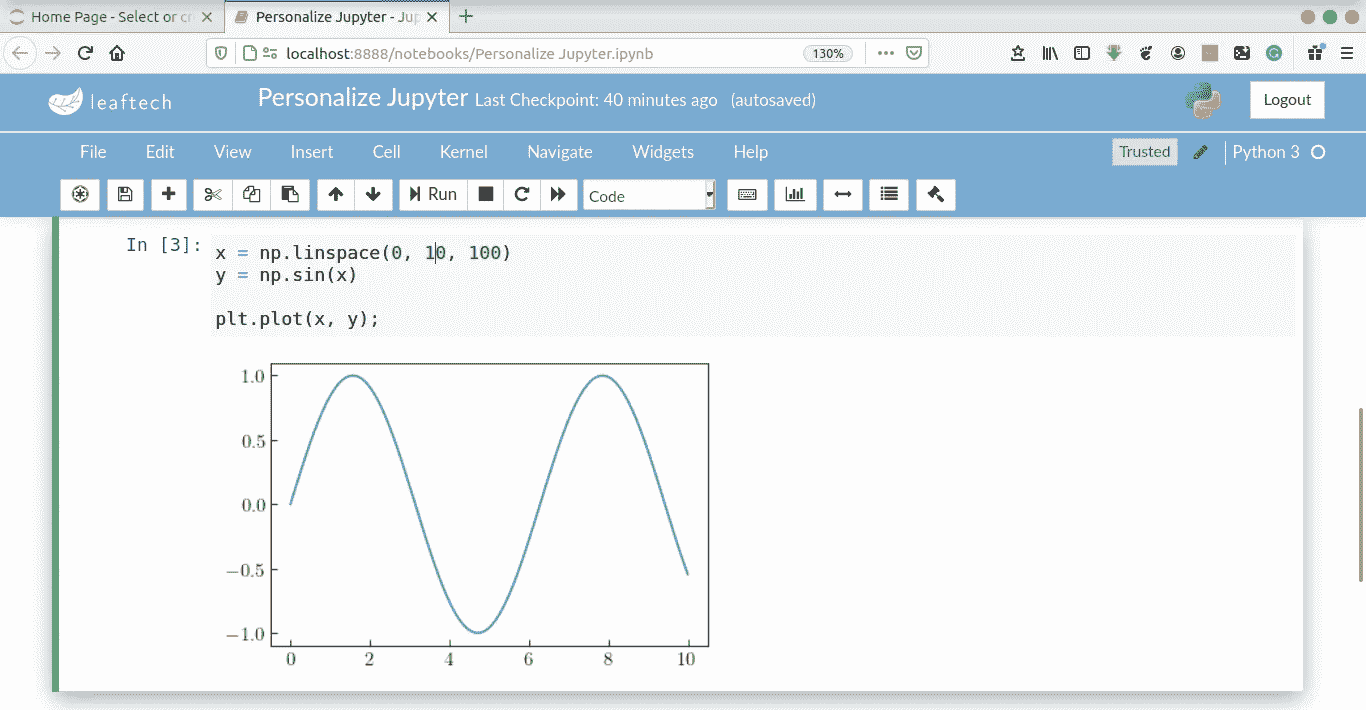 Home Page - Select or cr
Personalize Jupyter - Jup
localhost:8888/notebooks/Personalize Jupyter.ipynb
130%
leaftech
Personalize Jupyter Last Checkpoint: 40 minutes ago (autosaved)
Logout
File Edit View Insert Cell Kernel Navigate Widgets Help
Trusted
Python 3
Run
Code
In [3]:
x = np.linspace(0, 10, 100)
y = np.sin(x)
plt.plot(x, y);
1.0
0.5
0.0
−0.5
−1.0
0 2 4 6 8 10